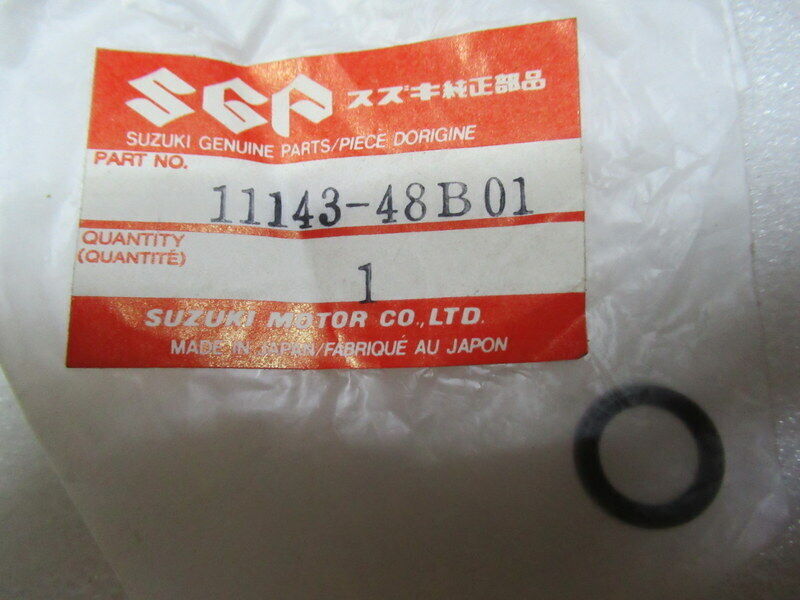 SGP スズキ純正部品
SUZUKI GENUINE PARTS/PIECE DORIGINE
PART NO.
11143-48B01
QUANTITY
(QUANTITÉ)
1
SUZUKI MOTOR CO.,LTD.
MADE IN JAPAN/FABRIQUÉ AU JAPON